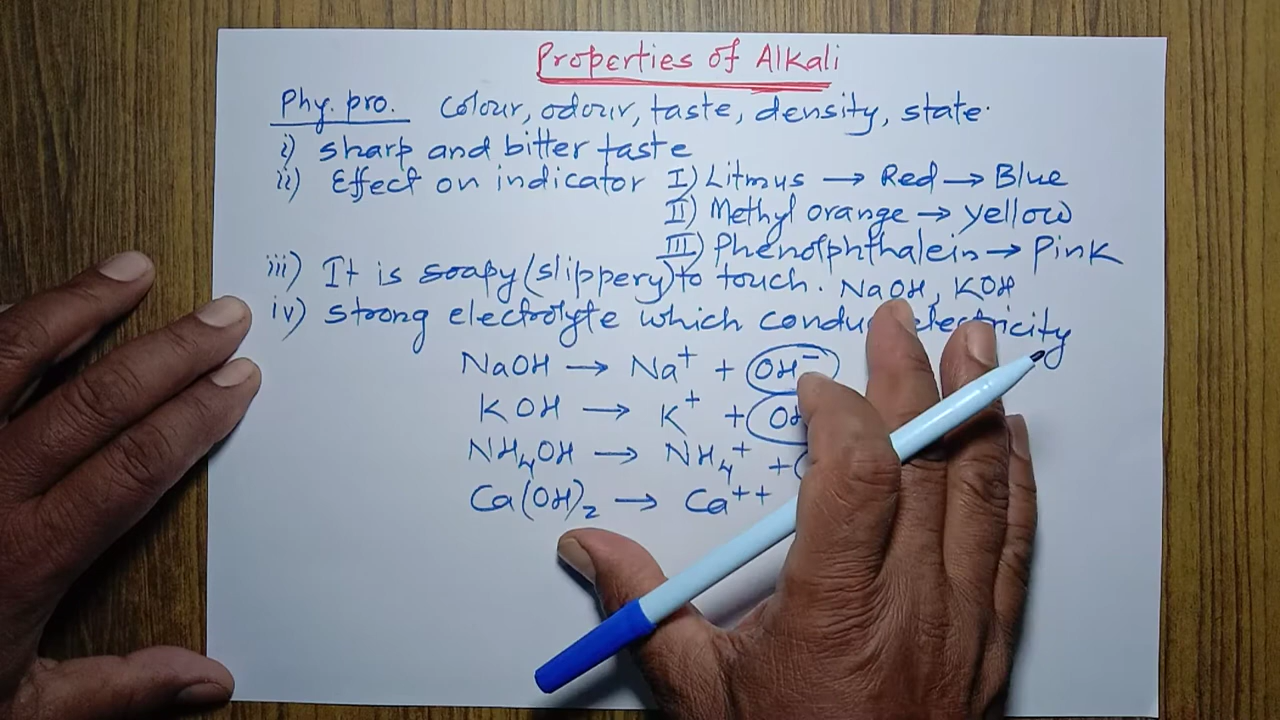 Properties of Alkali
Phy. pro. Colour, odour, taste, density, state.
i) sharp and bitter taste
ii) Effect on indicator I) Litmus → Red → Blue
II) Methyl orange → yellow
III) Phenolphthalein → Pink
iii) It is soapy (slippery) to touch. NaOH, KOH
iv) strong electrolyte which electricity
NaOH → Na⁺ + OH⁻
KOH → K⁺ +
NH₄OH → NH₄⁺ +
Ca(OH)₂ → Ca⁺⁺